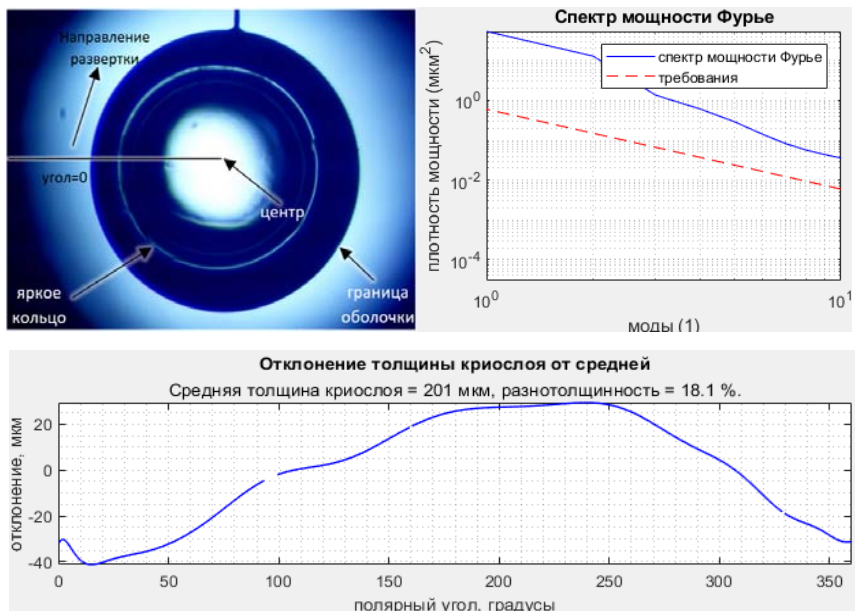 Направление
развертки
угол=0
центр
яркое
кольцо
граница
оболочки
Спектр мощности Фурье
спектр мощности Фурье
требования
плотность мощности (мкм²)
10⁰
10⁻²
10⁻⁴
10⁰
10¹
моды (1)
Отклонение толщины криослоя от средней
Средняя толщина криослоя = 201 мкм, разнотолщинность = 18.1 %.
отклонение, мкм
20
0
-20
-40
0
50
100
150
200
250
300
350
полярный угол, градусы